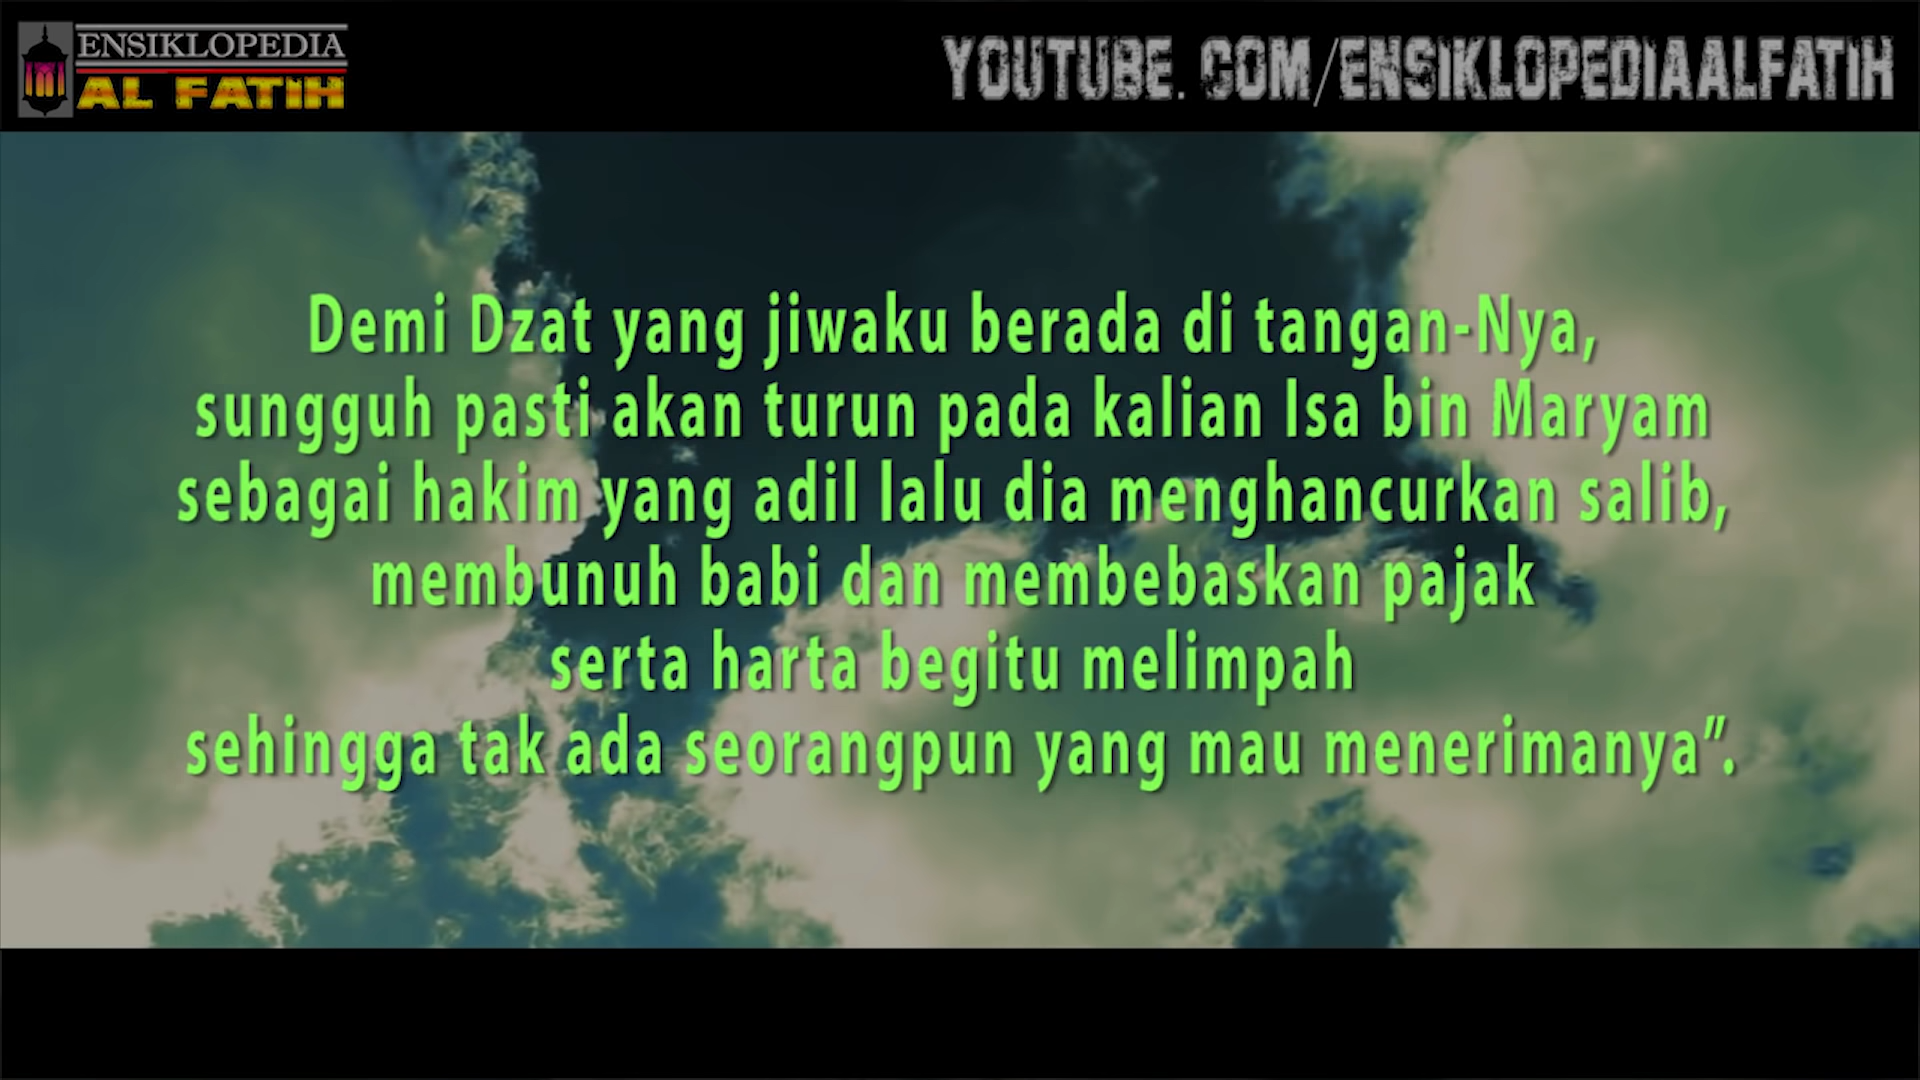 ENSIKLOPEDIA
AL FATIH
YOUTUBE. COM/ENSIKLOPEDIAALFATIH
Demi Dzat yang jiwaku berada di tangan-Nya,
sungguh pasti akan turun pada kalian Isa bin Maryam
sebagai hakim yang adil lalu dia menghancurkan salib,
membunuh babi dan membebaskan pajak
serta harta begitu melimpah
sehingga tak ada seorangpun yang mau menerimanya”.